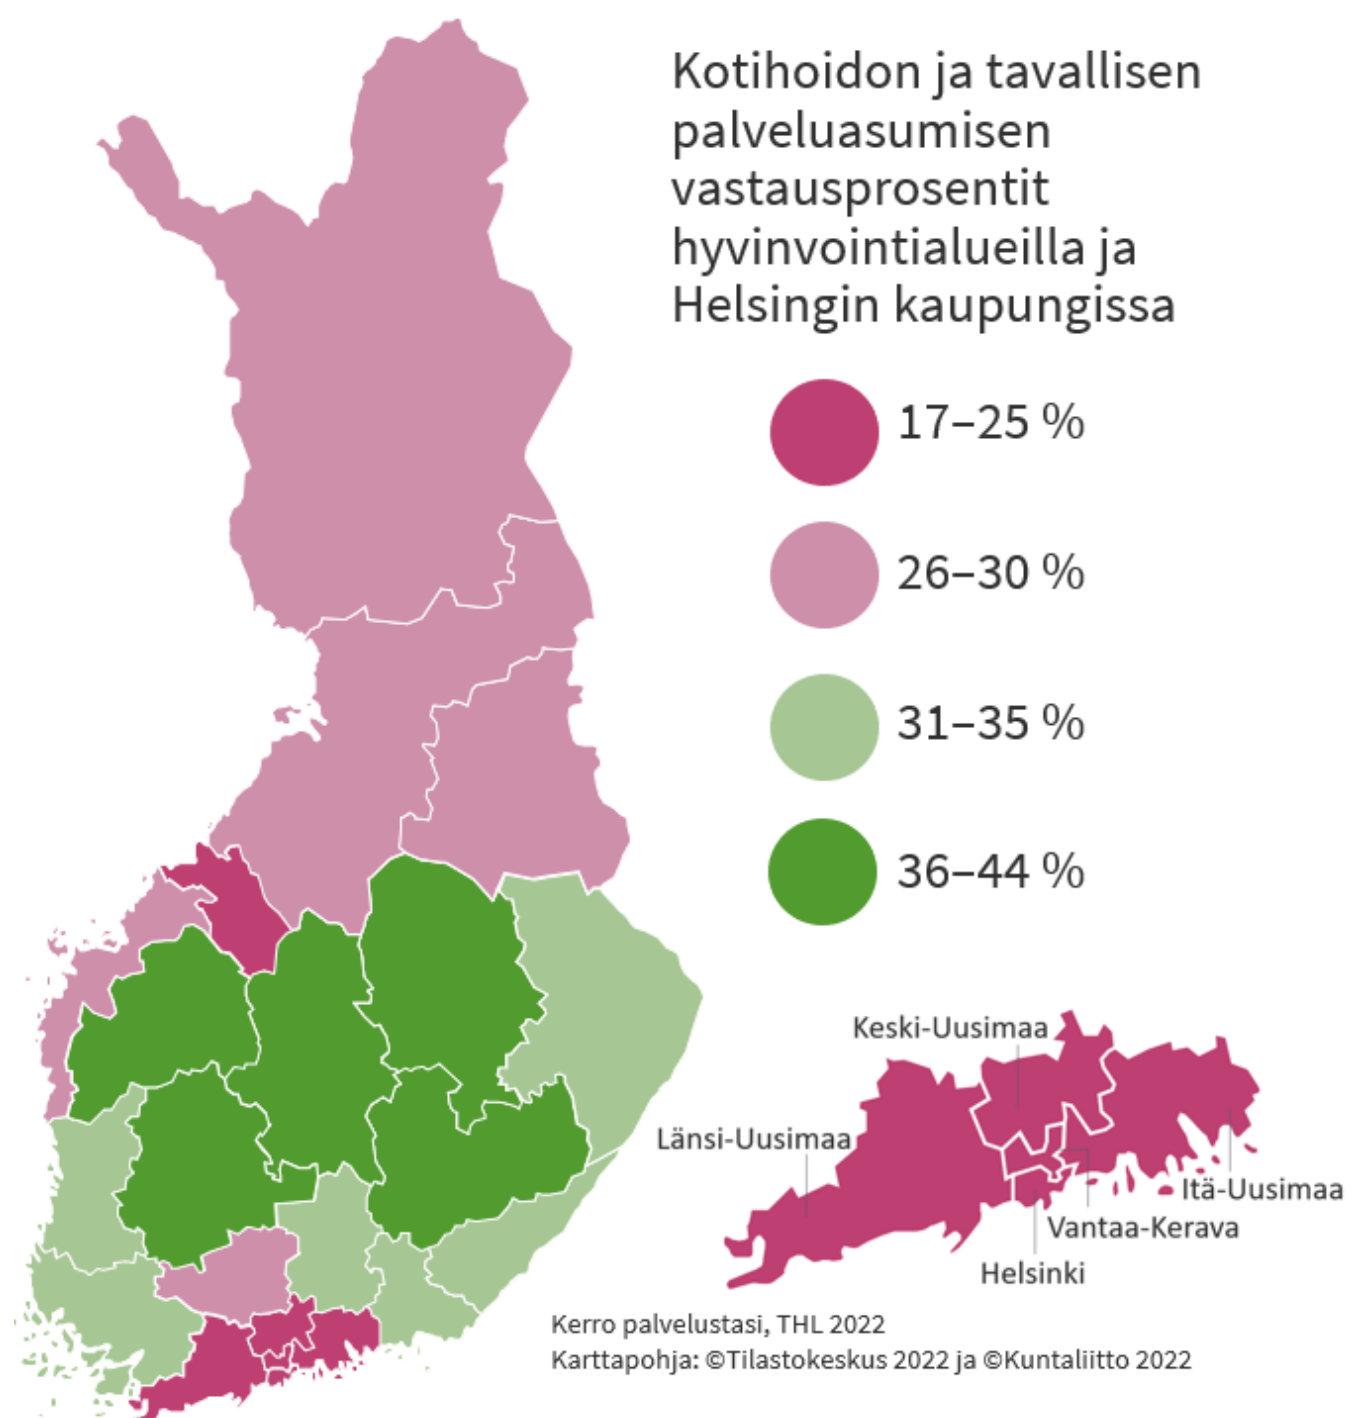 Kotihoidon ja tavallisen
palveluasumisen
vastausprosentit
hyvinvointialueilla ja
Helsingin kaupungissa
17–25 %
26–30 %
31–35 %
36–44 %
Keski-Uusimaa
Länsi-Uusimaa
Itä-Uusimaa
Vantaa-Kerava
Helsinki
Kerro palvelustasi, THL 2022
Karttapohja: ©Tilastokeskus 2022 ja ©Kuntaliitto 2022